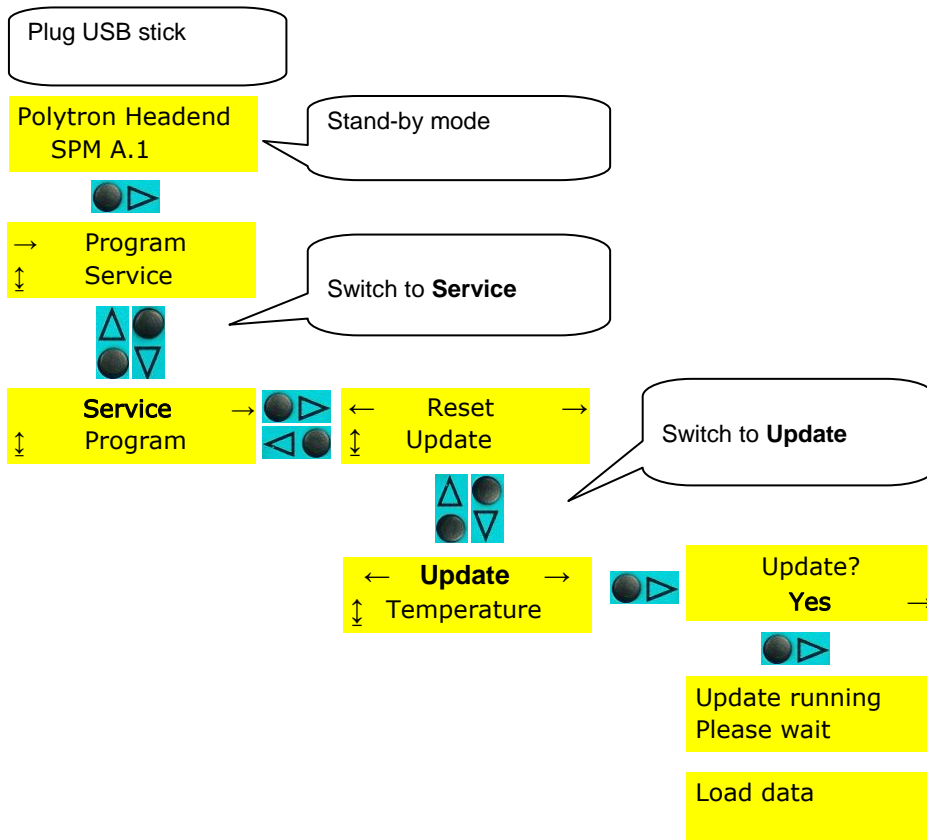 Plug USB stick
Polytron Headend
SPM A.1
Stand-by mode
→ Program
↕ Service
Switch to Service
Service →
↕ Program
← Reset →
↕ Update
Switch to Update
← Update →
↕ Temperature
Update?
Yes →
Update running
Please wait
Load data